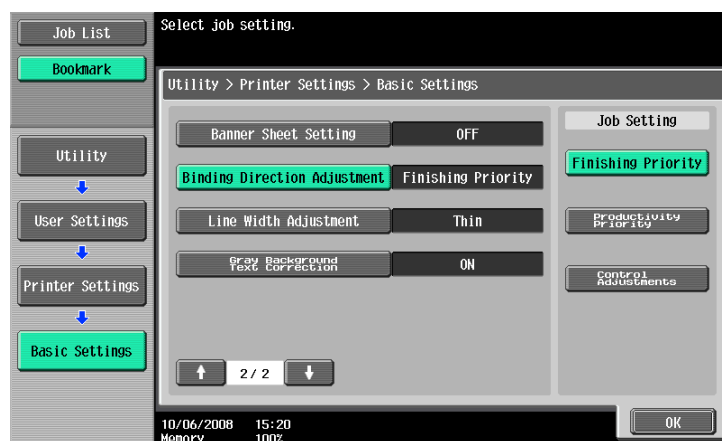 Select job setting.
Job List
Bookmark
Utility > Printer Settings > Basic Settings
Utility
User Settings
Printer Settings
Basic Settings
Banner Sheet Setting OFF
Binding Direction Adjustment Finishing Priority
Line Width Adjustment Thin
Gray Background
Text Correction ON
2/2
Job Setting
Finishing Priority
Productivity
Priority
Control
Adjustments
10/06/2008 15:20
Memory 100%
OK